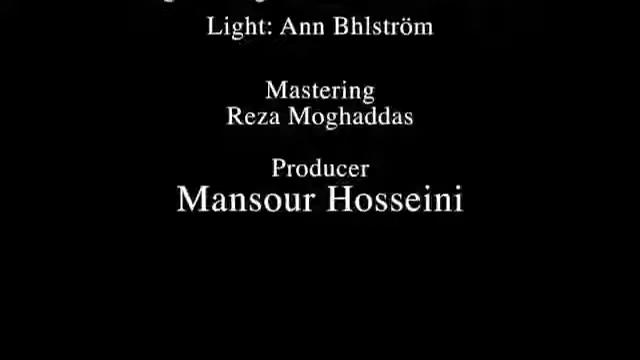 Light: Ann Bhlström
Mastering
Reza Moghaddas
Producer
Mansour Hosseini